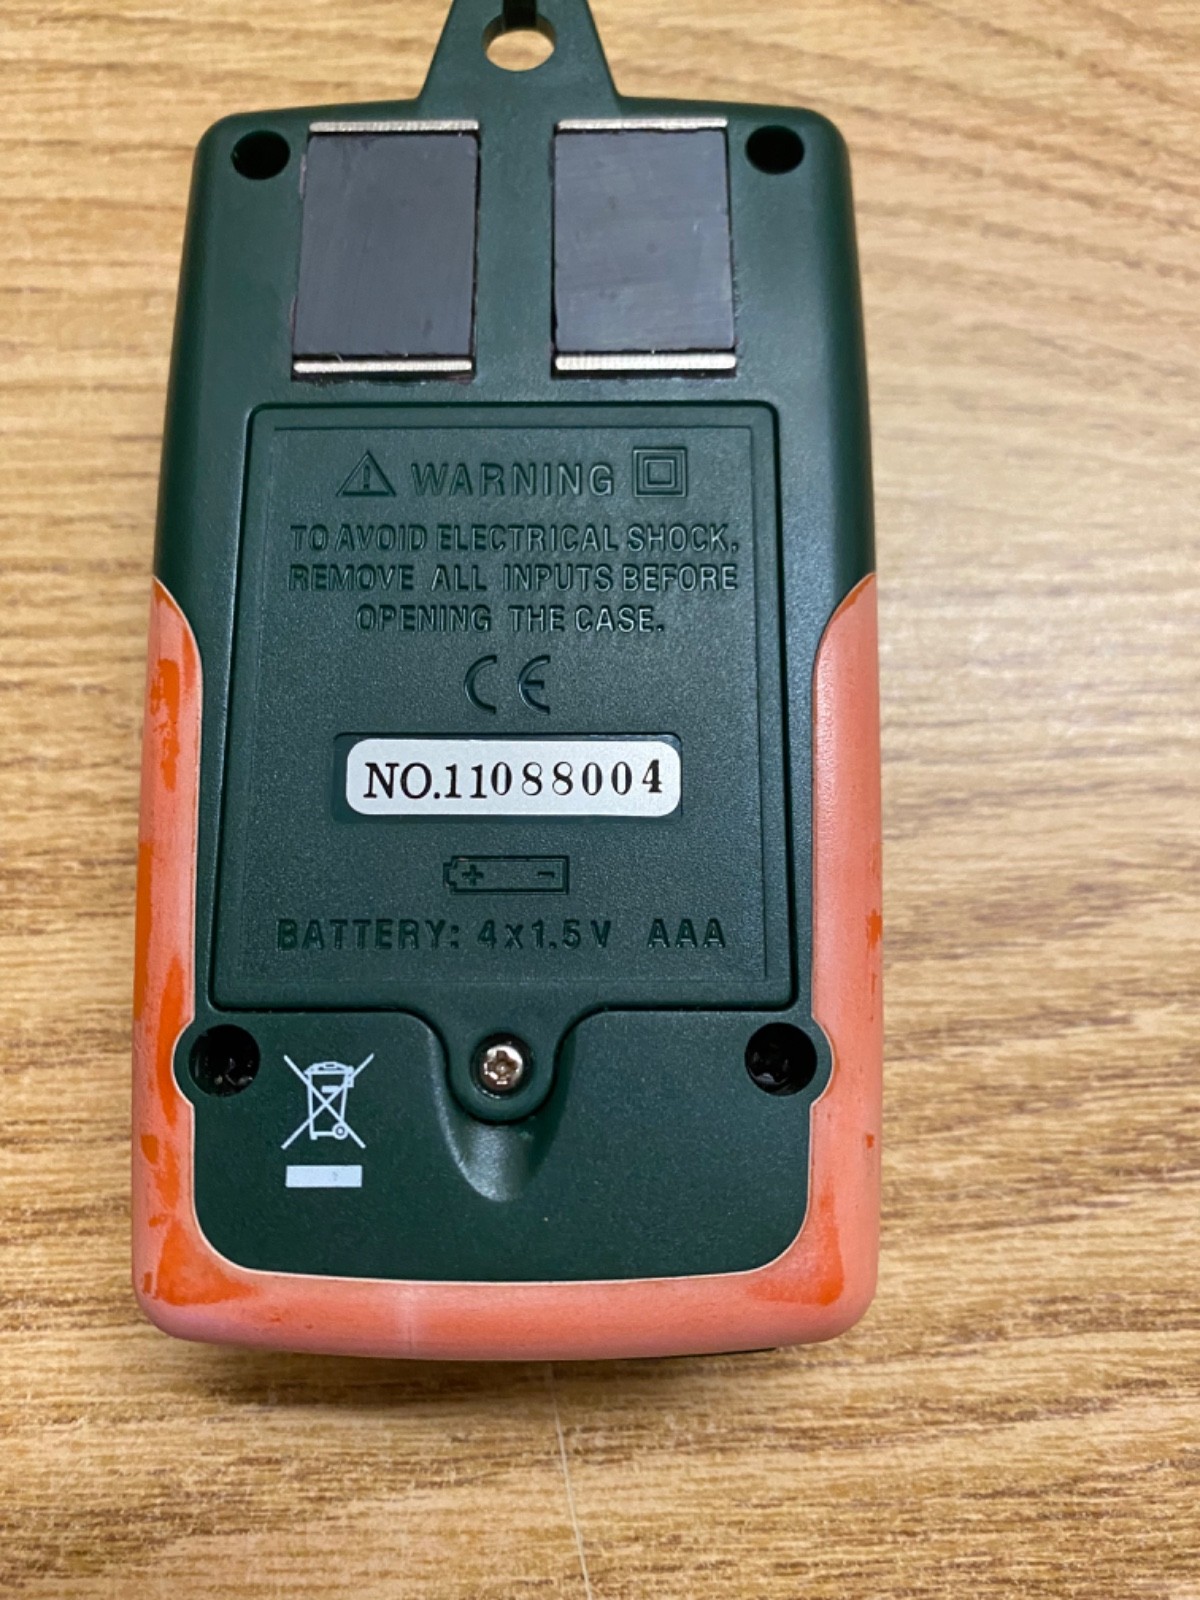 WARNING
TO AVOID ELECTRICAL SHOCK,
REMOVE ALL INPUTS BEFORE
OPENING THE CASE.
CE
NO.11088004
+ -
BATTERY: 4x1.5V AAA